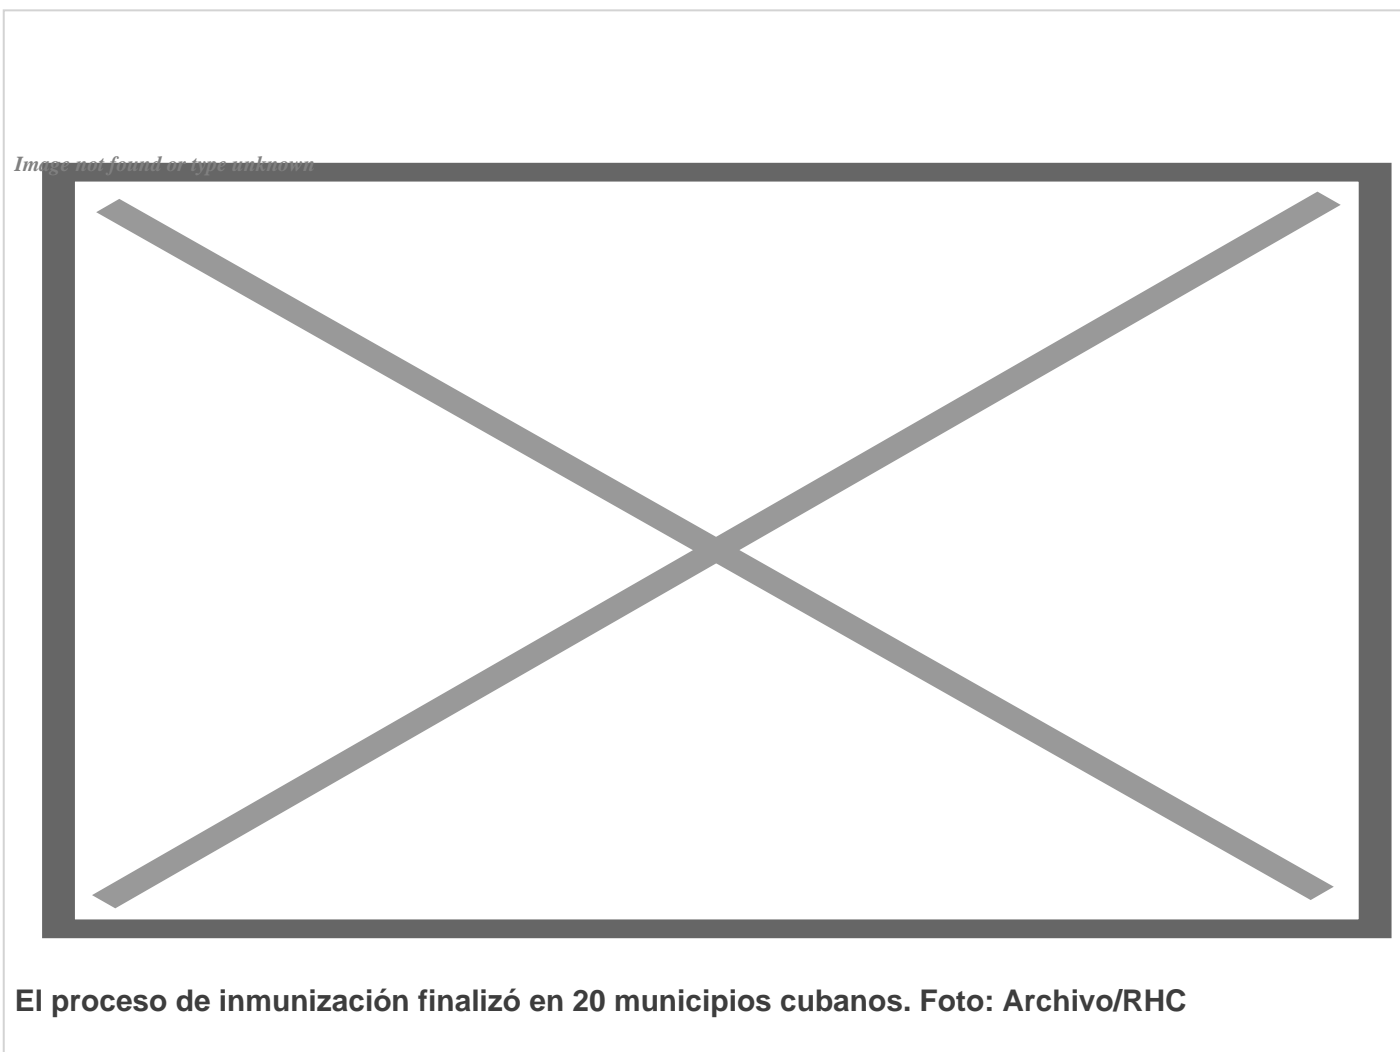 Image not found or type unknown
El proceso de inmunización finalizó en 20 municipios cubanos. Foto: Archivo/RHC